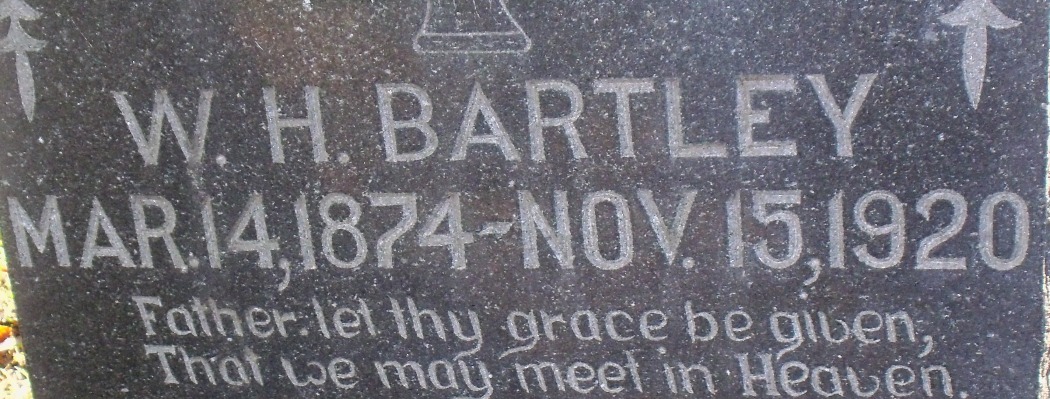 W. H. BARTLEY
MAR. 14, 1874 - NOV. 15, 1920
Father. let thy grace be given,
That we may meet in Heaven.